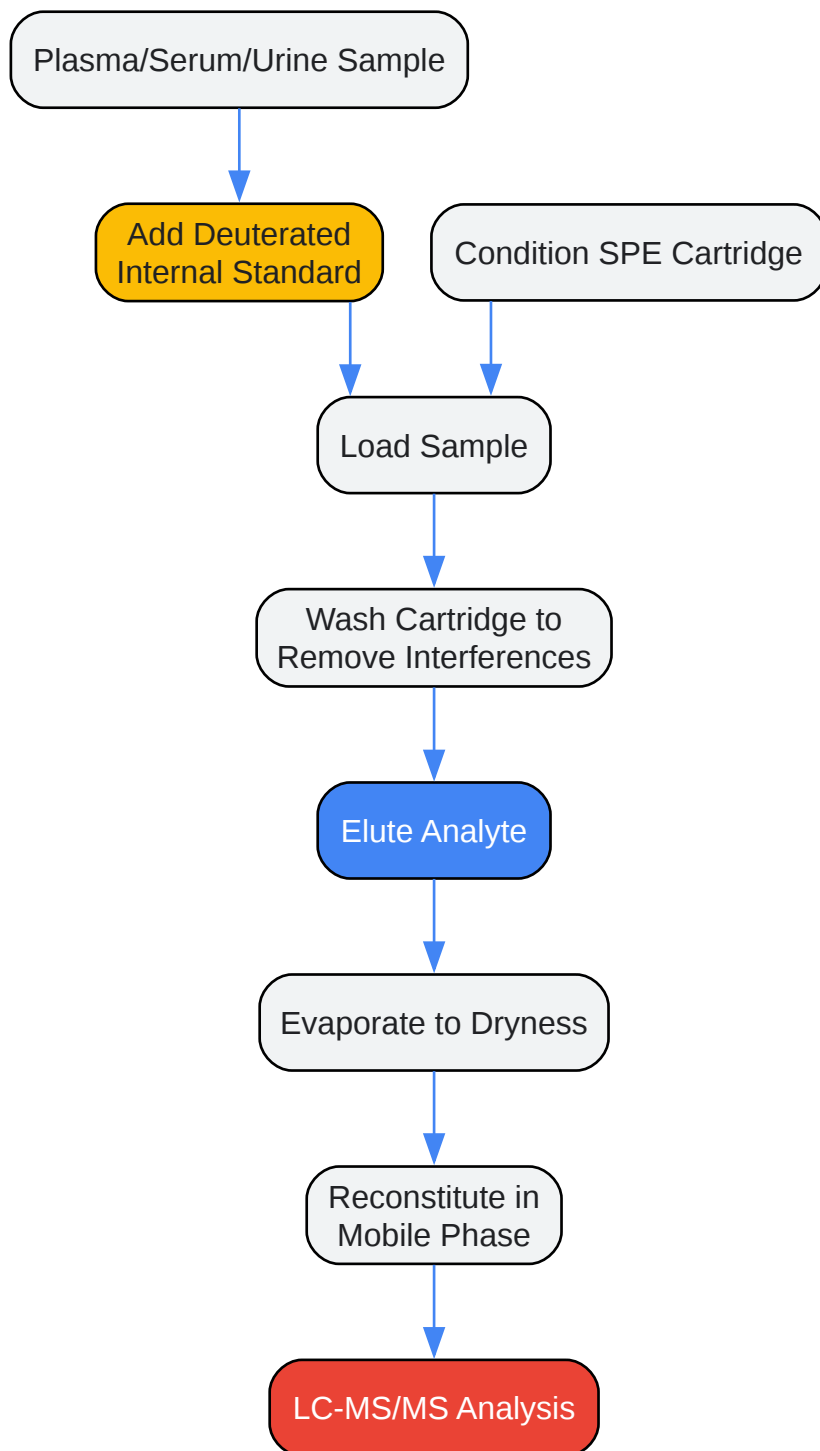 Plasma/Serum/Urine Sample
Add Deuterated
Internal Standard
Condition SPE Cartridge
Load Sample
Wash Cartridge to
Remove Interferences
Elute Analyte
Evaporate to Dryness
Reconstitute in
Mobile Phase
LC-MS/MS Analysis